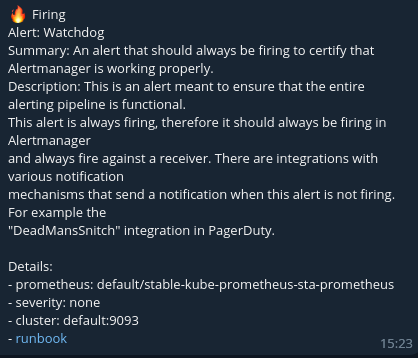 🔥 Firing
Alert: Watchdog
Summary: An alert that should always be firing to certify that
Alertmanager is working properly.
Description: This is an alert meant to ensure that the entire
alerting pipeline is functional.
This alert is always firing, therefore it should always be firing in
Alertmanager
and always fire against a receiver. There are integrations with
various notification
mechanisms that send a notification when this alert is not firing.
For example the
"DeadMansSnitch" integration in PagerDuty.

Details:
- prometheus: default/stable-kube-prometheus-sta-prometheus
- severity: none
- cluster: default:9093
- runbook
15:23